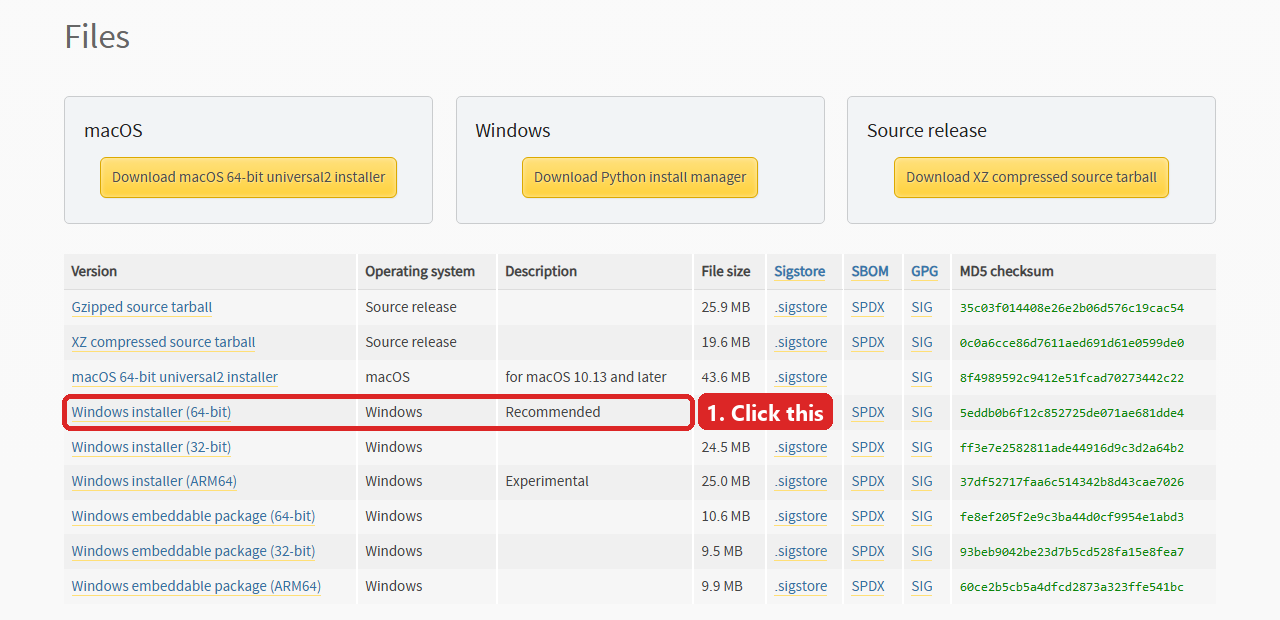 Files
macOS
Download macOS 64-bit universal2 installer
Windows
Download Python install manager
Source release
Download XZ compressed source tarball
Version Operating system Description File size Sigstore SBOM GPG MD5 checksum
Gzipped source tarball Source release 25.9 MB .sigstore SPDX SIG 35c03f014408e26e2b06d576c19cac54
XZ compressed source tarball Source release 19.6 MB .sigstore SPDX SIG 0c0a6cce86d7611aed691d61e0599de0
macOS 64-bit universal2 installer macOS for macOS 10.13 and later 43.6 MB .sigstore SIG 8f4989592c9412e51fcad70273442c22
Windows installer (64-bit) Windows Recommended 1. Click this SPDX SIG 5eddb0b6f12c852725de071ae681dde4
Windows installer (32-bit) Windows 24.5 MB .sigstore SPDX SIG ff3e7e2582811ade44916d9c3d2a64b2
Windows installer (ARM64) Windows Experimental 25.0 MB .sigstore SPDX SIG 37df52717faa6c514342b8d43cae7026
Windows embeddable package (64-bit) Windows 10.6 MB .sigstore SPDX SIG fe8ef205f2e9c3ba44d0cf9954e1abd3
Windows embeddable package (32-bit) Windows 9.5 MB .sigstore SPDX SIG 93beb9042be23d7b5cd528fa15e8fea7
Windows embeddable package (ARM64) Windows 9.9 MB .sigstore SPDX SIG 60ce2b5cb5a4dfcd2873a323ffe541bc